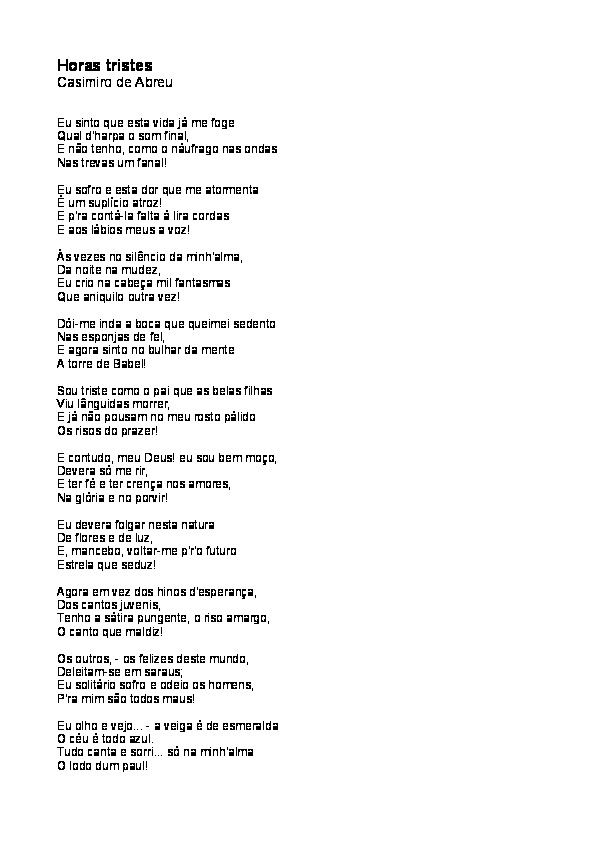 Horas tristes
Casimiro de Abreu

Eu sinto que esta vida já me foge
Qual d'harpa o som final,
E não tenho, como o náufrago nas ondas
Nas trevas um fanal!

Eu sofro e esta dor que me atormenta
É um suplício atroz!
E p'ra contá-la falta á lira cordas
E aos lábios meus a voz!

Às vezes no silêncio da minh'alma,
Da noite na mudez,
Eu crio na cabeça mil fantasmas
Que aniquilo outra vez!

Dói-me inda a boca que queimei sedento
Nas esponjas de fel,
E agora sinto no bulhar da mente
A torre de Babel!

Sou triste como o pai que as belas filhas
Viu lânguidas morrer,
E já não pousam no meu rosto pálido
Os risos do prazer!

E contudo, meu Deus! eu sou bem moço,
Devera só me rir,
E ter fé e ter crença nos amores,
Na glória e no porvir!

Eu devera folgar nesta natura
De flores e de luz,
E, mancebo, voltar-me p'r'o futuro
Estrela que seduz!

Agora em vez dos hinos d'esperança,
Dos cantos juvenis,
Tenho a sátira pungente, o riso amargo,
O canto que maldiz!

Os outros, - os felizes deste mundo,
Deleitam-se em saraus;
Eu solitário sofro e odeio os homens,
P'ra mim são todos maus!

Eu olho e vejo... - a veiga é de esmeralda
O céu é todo azul.
Tudo canta e sorri... só na minh'alma
O lodo dum paul!